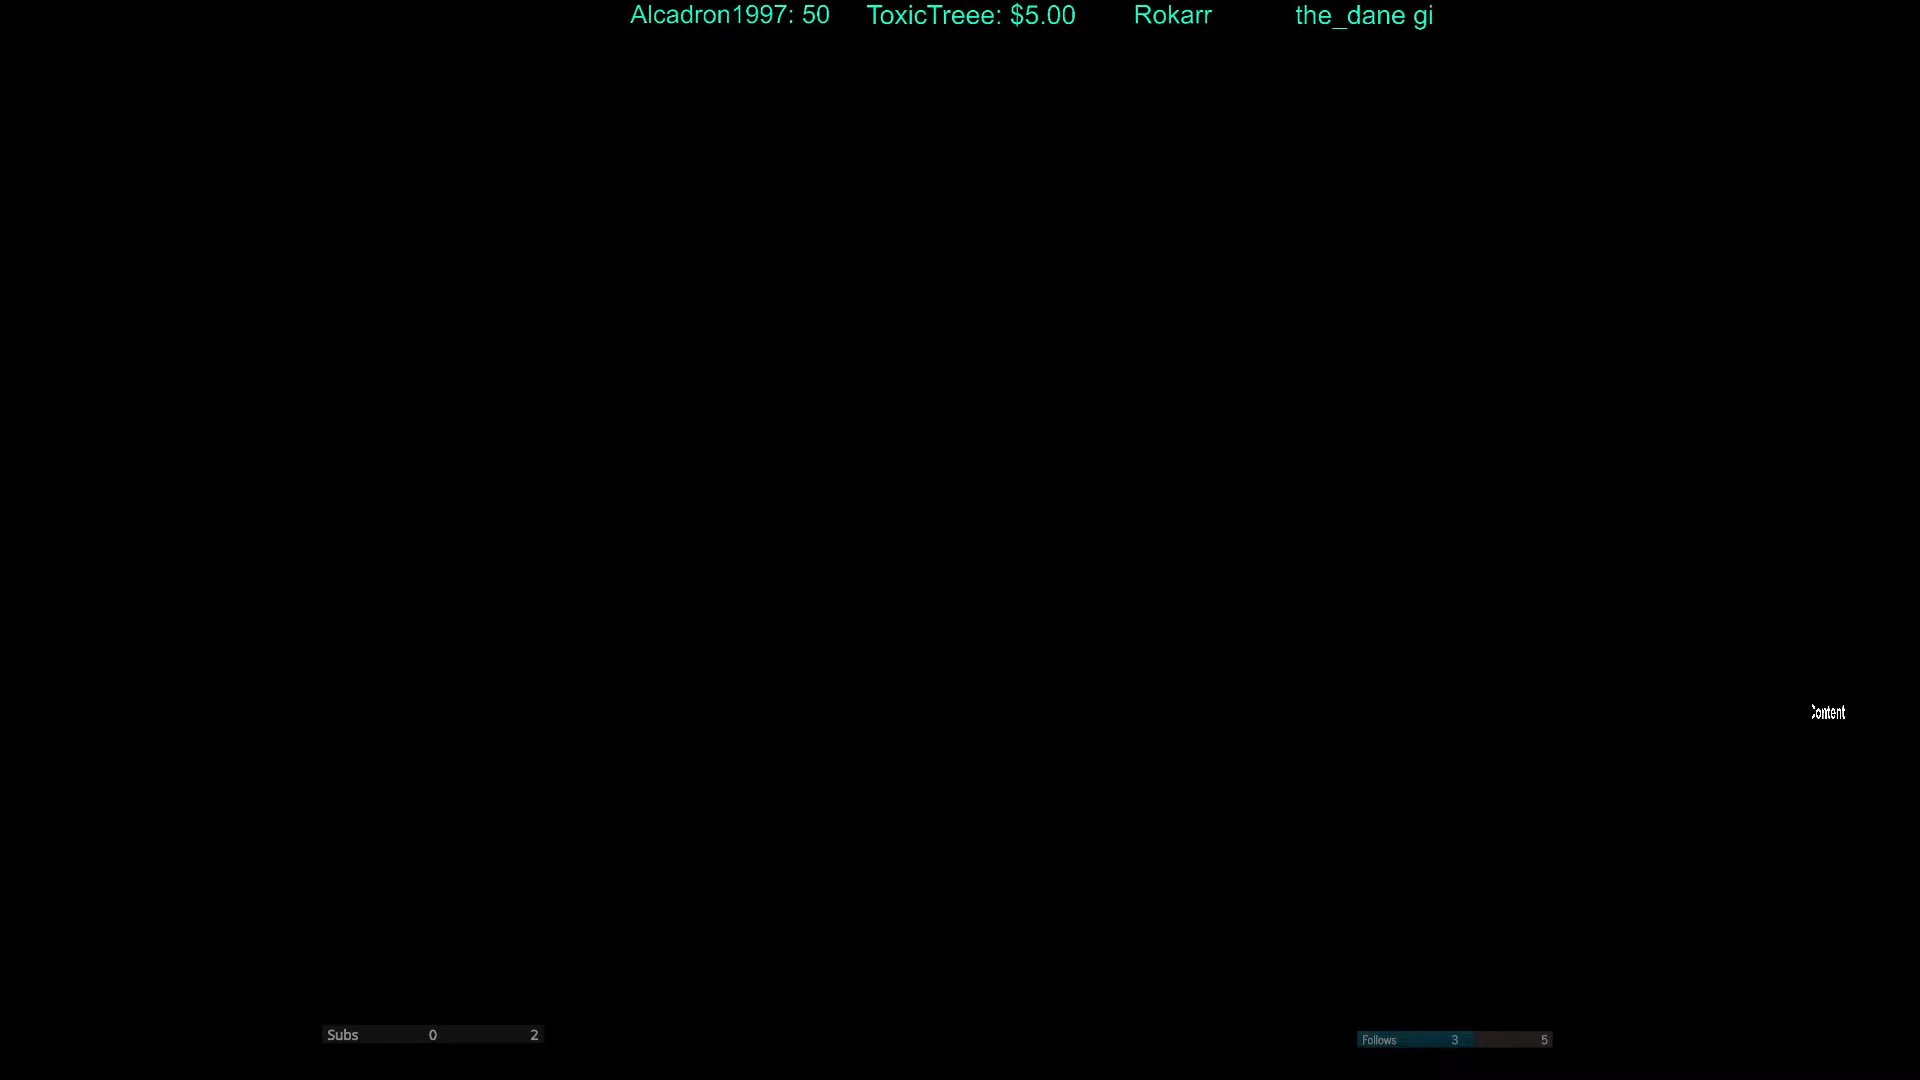 Alcadron1997: 50 ToxicTreee: $5.00 Rokarr the_dane gi
Content
Subs 0 2
Follows 3 5